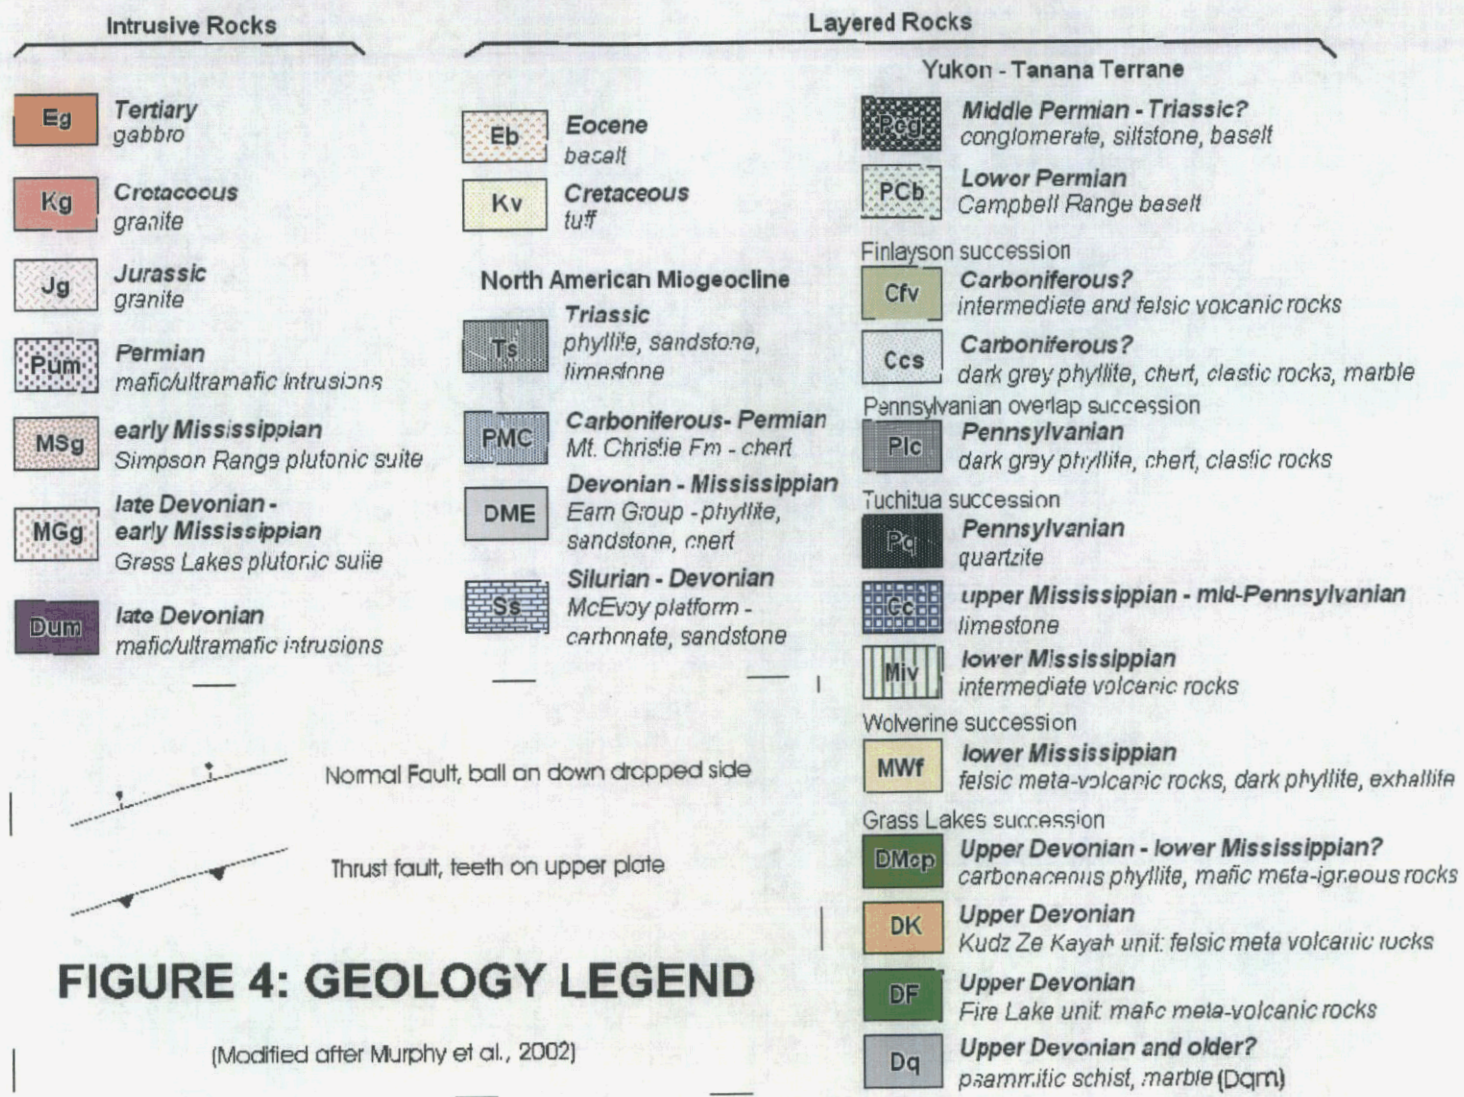 Intrusive Rocks
Eg
Tertiary
gabbro
Kg
Cretaceous
granite
Jg
Jurassic
granite
Pum
Permian
mafic/ultramafic intrusions
MSg
early Mississippian
Simpson Range plutonic suite
MGg
late Devonian -
early Mississippian
Grass Lakes plutonic suite
Dum
late Devonian
mafic/ultramafic intrusions
Layered Rocks
Eb
Eocene
basalt
Kv
Cretaceous
tuff
North American Miogeocline
Ts
Triassic
phyllite, sandstone,
limestone
PMC
Carboniferous- Permian
Mt. Christie Fm - chert
DME
Devonian - Mississippian
Earn Group - phyllite,
sandstone, chert
Ss
Silurian - Devonian
McEvoy platform -
carbonate, sandstone
Yukon - Tanana Terrane
Pcg
Middle Permian - Triassic?
conglomerate, siltstone, basalt
PCb
Lower Permian
Campbell Range basalt
Finlayson succession
Cfv
Carboniferous?
intermediate and felsic volcanic rocks
Ccs
Carboniferous?
dark grey phyllite, chert, clastic rocks, marble
Pennsylvanian overlap succession
Plc
Pennsylvanian
dark grey phyllite, chert, clastic rocks
Tuchitua succession
Pq
Pennsylvanian
quartzite
Cc
upper Mississippian - mid-Pennsylvanian
limestone
Miv
lower Mississippian
intermediate volcanic rocks
Wolverine succession
MWf
lower Mississippian
felsic meta-volcanic rocks, dark phyllite, exhalite
Grass Lakes succession
DMcp
Upper Devonian - lower Mississippian?
carbonaceous phyllite, mafic meta-igneous rocks
DK
Upper Devonian
Kudz Ze Kayah unit: felsic meta volcanic rocks
DF
Upper Devonian
Fire Lake unit: mafic meta-volcanic rocks
Dq
Upper Devonian and older?
psammitic schist, marble (Dqm)
Normal Fault, ball on down dropped side
Thrust fault, teeth on upper plate
FIGURE 4: GEOLOGY LEGEND
(Modified after Murphy et al., 2002)